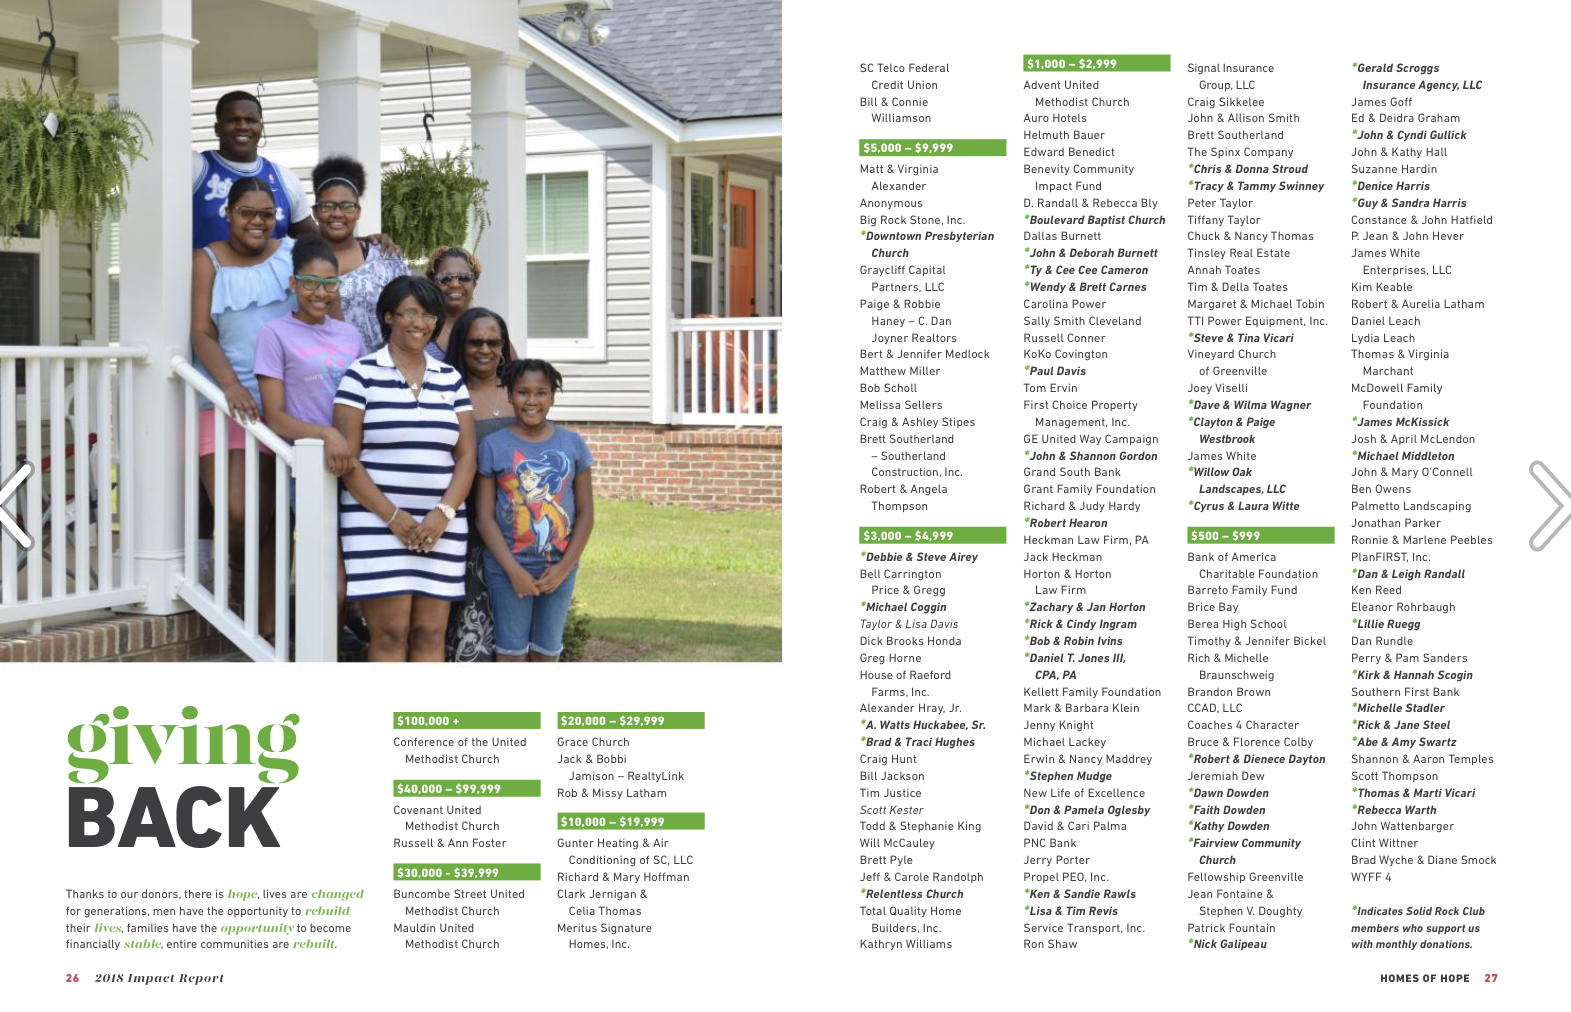 giving
BACK
Thanks to our donors, there is hope, lives are changed
for generations, men have the opportunity to rebuild
their lives, families have the opportunity to become
financially stable, entire communities are rebuilt.
$100,000 +
Conference of the United
Methodist Church
$40,000 – $99,999
Covenant United
Methodist Church
Russell & Ann Foster
$30,000 - $39,999
Buncombe Street United
Methodist Church
Mauldin United
Methodist Church
$20,000 – $29,999
Grace Church
Jack & Bobbi
Jamison – RealtyLink
Rob & Missy Latham
$10,000 – $19,999
Gunter Heating & Air
Conditioning of SC, LLC
Richard & Mary Hoffman
Clark Jernigan &
Celia Thomas
Meritus Signature
Homes, Inc.
26 2018 Impact Report
SC Telco Federal
Credit Union
Bill & Connie
Williamson
$5,000 – $9,999
Matt & Virginia
Alexander
Anonymous
Big Rock Stone, Inc.
*Downtown Presbyterian
Church
Graycliff Capital
Partners, LLC
Paige & Robbie
Haney – C. Dan
Joyner Realtors
Bert & Jennifer Medlock
Matthew Miller
Bob Scholl
Melissa Sellers
Craig & Ashley Stipes
Brett Southerland
– Southerland
Construction, Inc.
Robert & Angela
Thompson
$3,000 – $4,999
*Debbie & Steve Airey
Bell Carrington
Price & Gregg
*Michael Coggin
Taylor & Lisa Davis
Dick Brooks Honda
Greg Horne
House of Raeford
Farms, Inc.
Alexander Hray, Jr.
*A. Watts Huckabee, Sr.
*Brad & Traci Hughes
Craig Hunt
Bill Jackson
Tim Justice
Scott Kester
Todd & Stephanie King
Will McCauley
Brett Pyle
Jeff & Carole Randolph
*Relentless Church
Total Quality Home
Builders, Inc.
Kathryn Williams
$1,000 – $2,999
Advent United
Methodist Church
Auro Hotels
Helmuth Bauer
Edward Benedict
Benevity Community
Impact Fund
D. Randall & Rebecca Bly
*Boulevard Baptist Church
Dallas Burnett
*John & Deborah Burnett
*Ty & Cee Cee Cameron
*Wendy & Brett Carnes
Carolina Power
Sally Smith Cleveland
Russell Conner
KoKo Covington
*Paul Davis
Tom Ervin
First Choice Property
Management, Inc.
GE United Way Campaign
*John & Shannon Gordon
Grand South Bank
Grant Family Foundation
Richard & Judy Hardy
*Robert Hearon
Heckman Law Firm, PA
Jack Heckman
Horton & Horton
Law Firm
*Zachary & Jan Horton
*Rick & Cindy Ingram
*Bob & Robin Ivins
*Daniel T. Jones III,
CPA, PA
Kellett Family Foundation
Mark & Barbara Klein
Jenny Knight
Michael Lackey
Erwin & Nancy Maddrey
*Stephen Mudge
New Life of Excellence
*Don & Pamela Oglesby
David & Cari Palma
PNC Bank
Jerry Porter
Propel PEO, Inc.
*Ken & Sandie Rawls
*Lisa & Tim Revis
Service Transport, Inc.
Ron Shaw
Signal Insurance
Group, LLC
Craig Sikkelee
John & Allison Smith
Brett Southerland
The Spinx Company
*Chris & Donna Stroud
*Tracy & Tammy Swinney
Peter Taylor
Tiffany Taylor
Chuck & Nancy Thomas
Tinsley Real Estate
Annah Toates
Tim & Della Toates
Margaret & Michael Tobin
TTI Power Equipment, Inc.
*Steve & Tina Vicari
Vineyard Church
of Greenville
Joey Viselli
*Dave & Wilma Wagner
*Clayton & Paige
Westbrook
James White
*Willow Oak
Landscapes, LLC
*Cyrus & Laura Witte
$500 – $999
Bank of America
Charitable Foundation
Barreto Family Fund
Brice Bay
Berea High School
Timothy & Jennifer Bickel
Rich & Michelle
Braunschweig
Brandon Brown
CCAD, LLC
Coaches 4 Character
Bruce & Florence Colby
*Robert & Dienece Dayton
Jeremiah Dew
*Dawn Dowden
*Faith Dowden
*Kathy Dowden
*Fairview Community
Church
Fellowship Greenville
Jean Fontaine &
Stephen V. Doughty
Patrick Fountain
*Nick Galipeau
*Gerald Scroggs
Insurance Agency, LLC
James Goff
Ed & Deidra Graham
*John & Cyndi Gullick
John & Kathy Hall
Suzanne Hardin
*Denice Harris
*Guy & Sandra Harris
Constance & John Hatfield
P. Jean & John Hever
James White
Enterprises, LLC
Kim Keable
Robert & Aurelia Latham
Daniel Leach
Lydia Leach
Thomas & Virginia
Marchant
McDowell Family
Foundation
*James McKissick
Josh & April McLendon
*Michael Middleton
John & Mary O'Connell
Ben Owens
Palmetto Landscaping
Jonathan Parker
Ronnie & Marlene Peebles
PlanFIRST, Inc.
*Dan & Leigh Randall
Ken Reed
Eleanor Rohrbaugh
*Lillie Ruegg
Dan Rundle
Perry & Pam Sanders
*Kirk & Hannah Scogin
Southern First Bank
*Michelle Stadler
*Rick & Jane Steel
*Abe & Amy Swartz
Shannon & Aaron Temples
Scott Thompson
*Thomas & Marti Vicari
*Rebecca Warth
John Wattenbarger
Clint Wittner
Brad Wyche & Diane Smock
WYFF 4
*Indicates Solid Rock Club
members who support us
with monthly donations.
HOMES OF HOPE 27